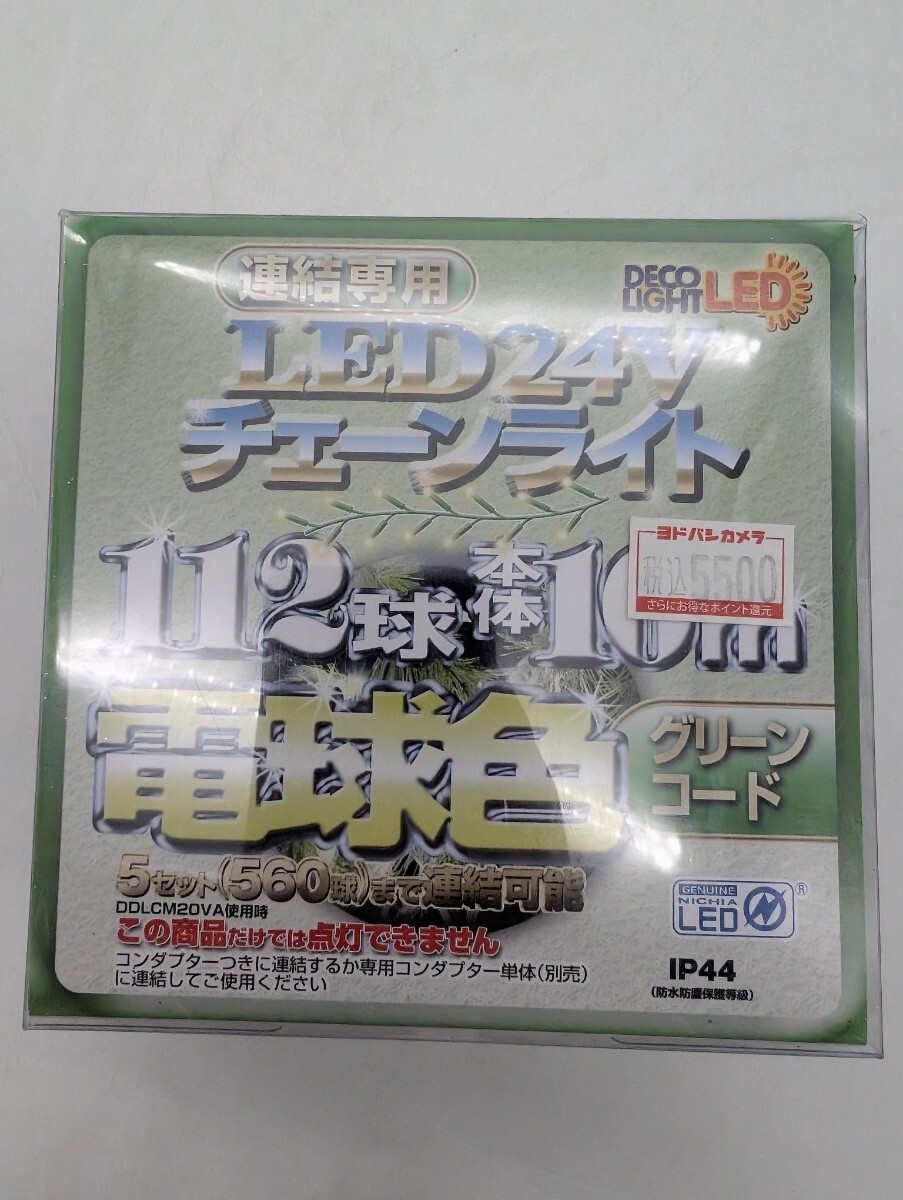 連結専用
DECO
LIGHT LED
LED24V
チェーンライト
ヨドバシカメラ
税込5500
さらにお得なポイント還元
112球・本体10m
電球色
グリーン
コード
5セット(560球)まで連結可能
DDLCM20VA使用時
この商品だけでは点灯できません
コンダプターつきに連結するか専用コンダプター単体(別売)
に連結してご使用ください
GENUINE
NICHIA
LED
®
IP44
(防水防塵保護等級)